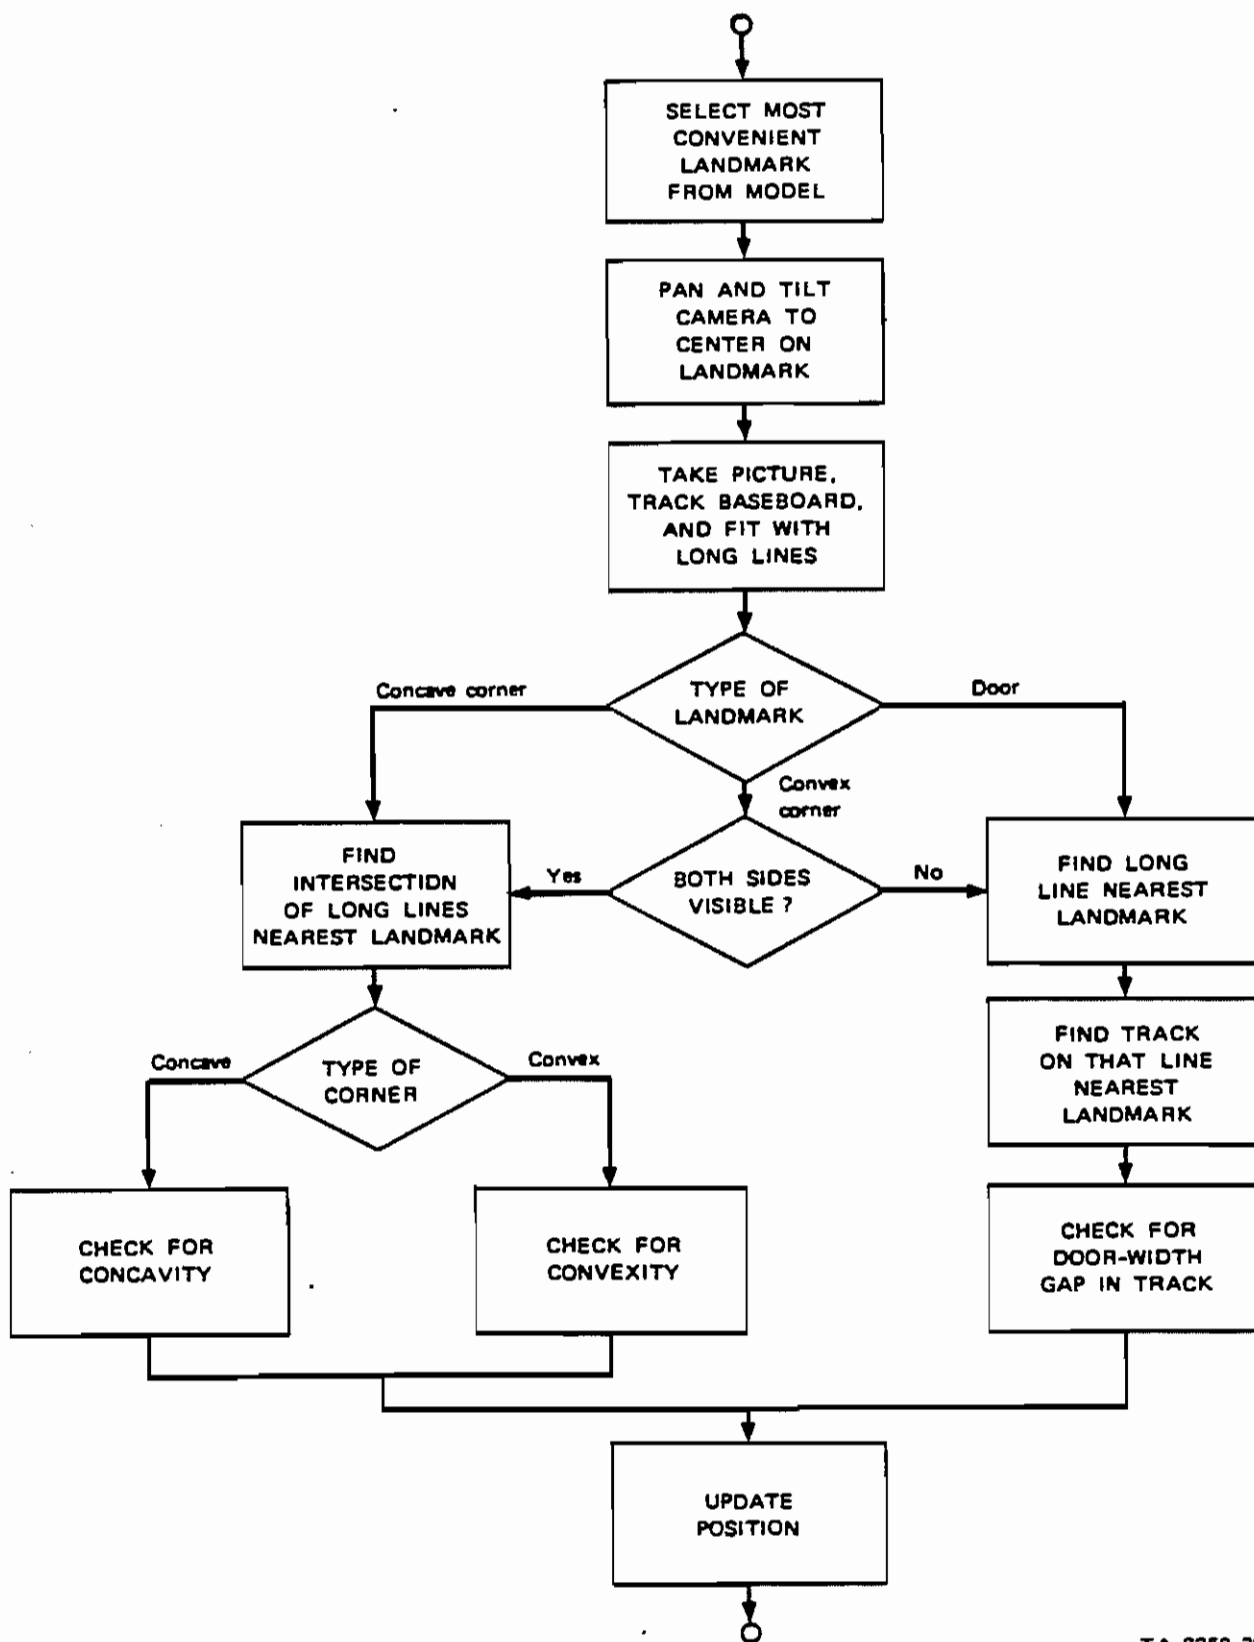 SELECT MOST
CONVENIENT
LANDMARK
FROM MODEL
PAN AND TILT
CAMERA TO
CENTER ON
LANDMARK
TAKE PICTURE,
TRACK BASEBOARD,
AND FIT WITH
LONG LINES
TYPE OF
LANDMARK
Concave corner
Door
Convex
corner
FIND
INTERSECTION
OF LONG LINES
NEAREST LANDMARK
Yes
BOTH SIDES
VISIBLE ?
No
FIND LONG
LINE NEAREST
LANDMARK
Concave
TYPE OF
CORNER
Convex
FIND TRACK
ON THAT LINE
NEAREST
LANDMARK
CHECK FOR
CONCAVITY
CHECK FOR
CONVEXITY
CHECK FOR
DOOR-WIDTH
GAP IN TRACK
UPDATE
POSITION